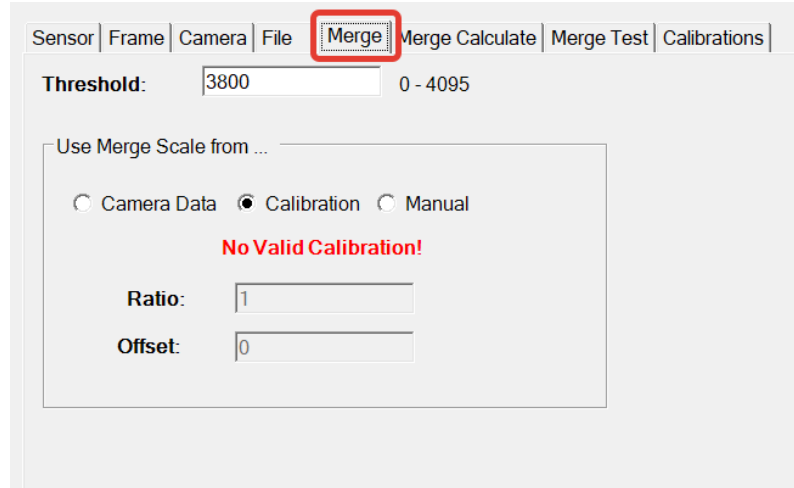 Sensor Frame Camera File Merge Merge Calculate Merge Test Calibrations
Threshold: 3800 0 - 4095
Use Merge Scale from ...
Camera Data Calibration Manual
No Valid Calibration!
Ratio: 1
Offset: 0